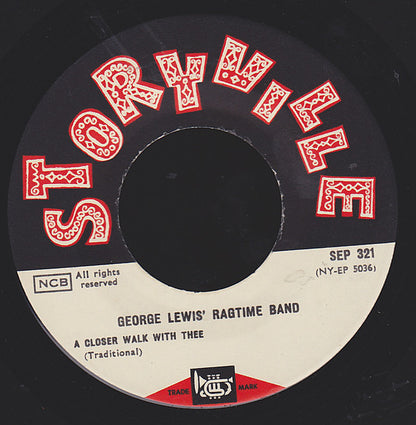 STORYVILLE
SEP 321
(NY-EP 5036)
NCB All rights
reserved
GEORGE LEWIS' RAGTIME BAND
A CLOSER WALK WITH THEE
(Traditional)
TRADE MARK